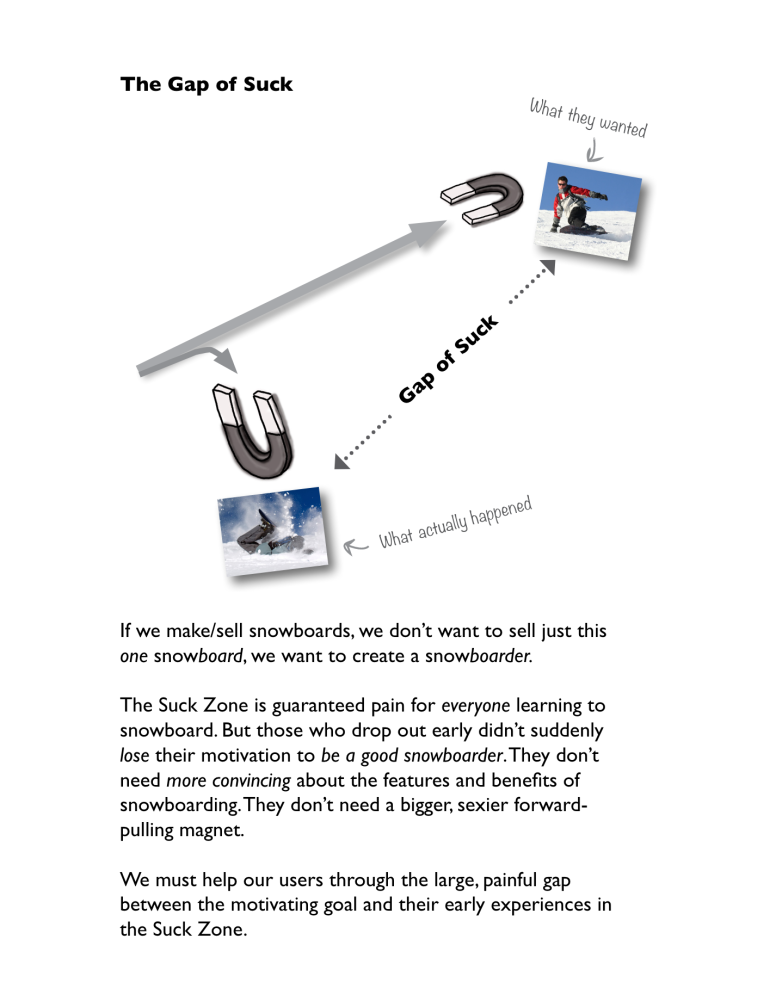 The Gap of Suck
What they wanted
Gap of Suck
What actually happened
If we make/sell snowboards, we don’t want to sell just this
one snowboard, we want to create a snowboarder.
The Suck Zone is guaranteed pain for everyone learning to
snowboard. But those who drop out early didn’t suddenly
lose their motivation to be a good snowboarder. They don’t
need more convincing about the features and benefits of
snowboarding. They don’t need a bigger, sexier forward-
pulling magnet.
We must help our users through the large, painful gap
between the motivating goal and their early experiences in
the Suck Zone.